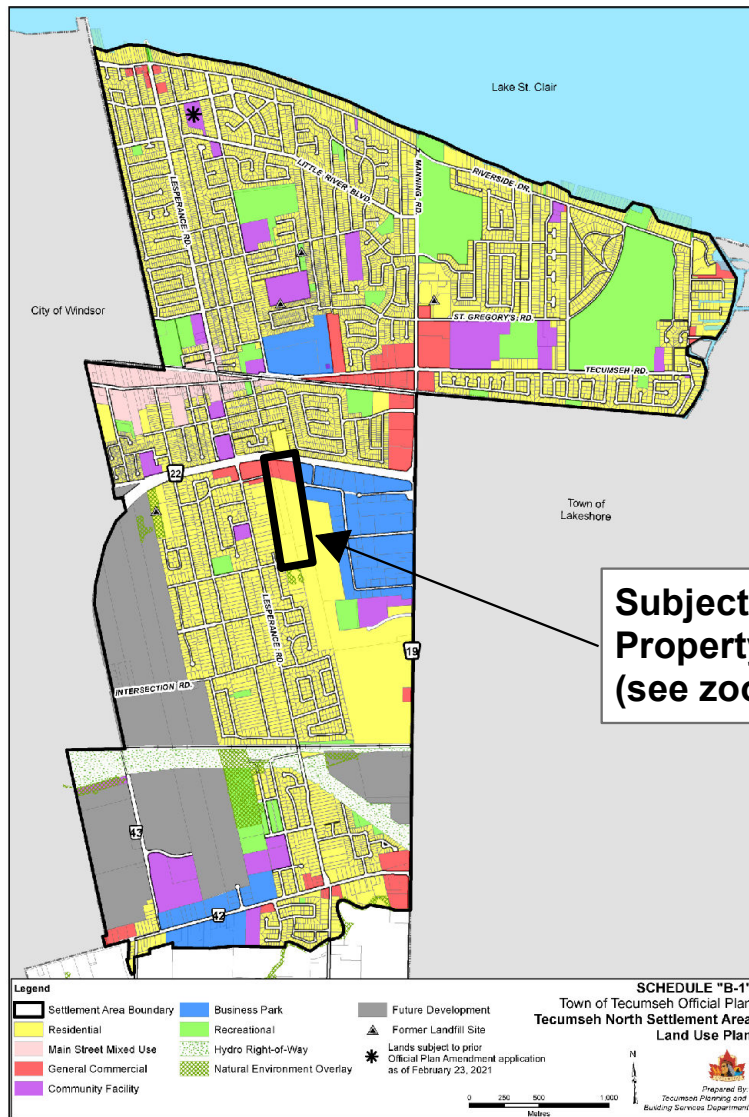 Lake St. Clair
LITTLE RIVER BLVD.
MANNING RD.
RIVERSIDE DR.
LESPERANCE RD.
City of Windsor
ST. GREGORY'S RD.
TECUMSEH RD.
22
Town of
Lakeshore
Subject
Property
(see zoo
LESPERANCE RD.
19
INTERSECTION RD.
43
42
Legend
Settlement Area Boundary
Residential
Main Street Mixed Use
General Commercial
Community Facility
Business Park
Recreational
Hydro Right-of-Way
Natural Environment Overlay
Future Development
Former Landfill Site
Lands subject to prior
Official Plan Amendment application
as of February 23, 2021
SCHEDULE "B-1"
Town of Tecumseh Official Plan
Tecumseh North Settlement Area
Land Use Plan
N
0 500 1,000
Metres
Prepared By:
Tecumseh Planning and
Building Services Department